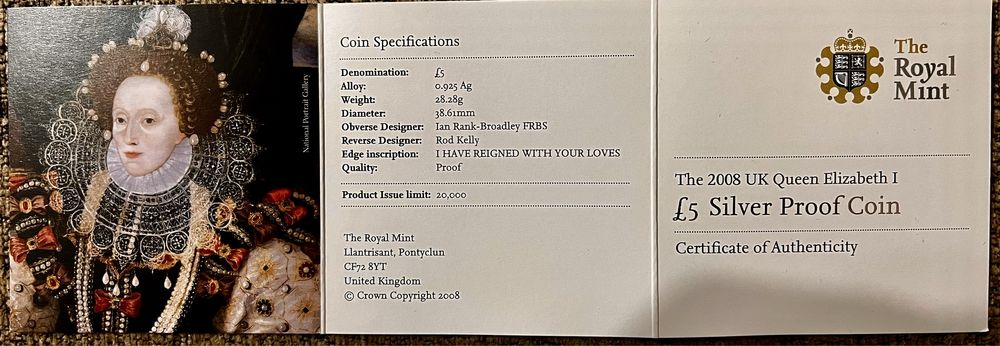 National Portrait Gallery
Coin Specifications
Denomination: £5
Alloy: 0.925 Ag
Weight: 28.28g
Diameter: 38.61mm
Obverse Designer: Ian Rank-Broadley FRBS
Reverse Designer: Rod Kelly
Edge inscription: I HAVE REIGNED WITH YOUR LOVES
Quality: Proof
Product Issue limit: 20,000
The Royal Mint
Llantrisant, Pontyclun
CF72 8YT
United Kingdom
© Crown Copyright 2008
The
Royal
Mint
The 2008 UK Queen Elizabeth I
£5 Silver Proof Coin
Certificate of Authenticity